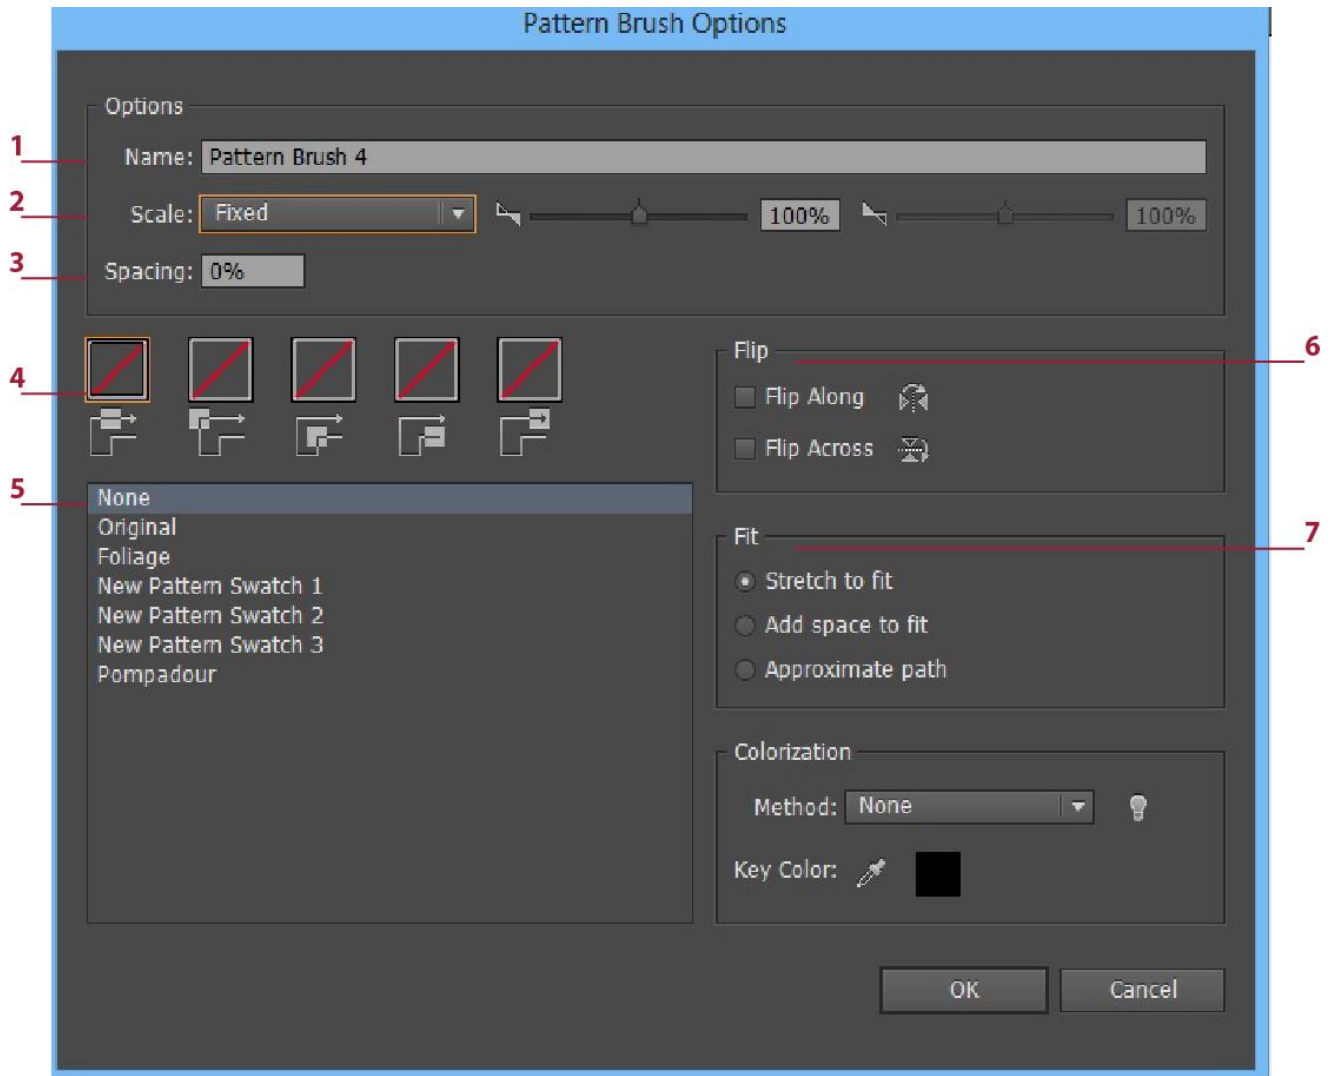 Pattern Brush Options
Options
1
Name: Pattern Brush 4
2
Scale: Fixed 100% 100%
3
Spacing: 0%
4
5
None
Original
Foliage
New Pattern Swatch 1
New Pattern Swatch 2
New Pattern Swatch 3
Pompadour
Flip
6
Flip Along
Flip Across
Fit
7
Stretch to fit
Add space to fit
Approximate path
Colorization
Method: None
Key Color:
OK Cancel